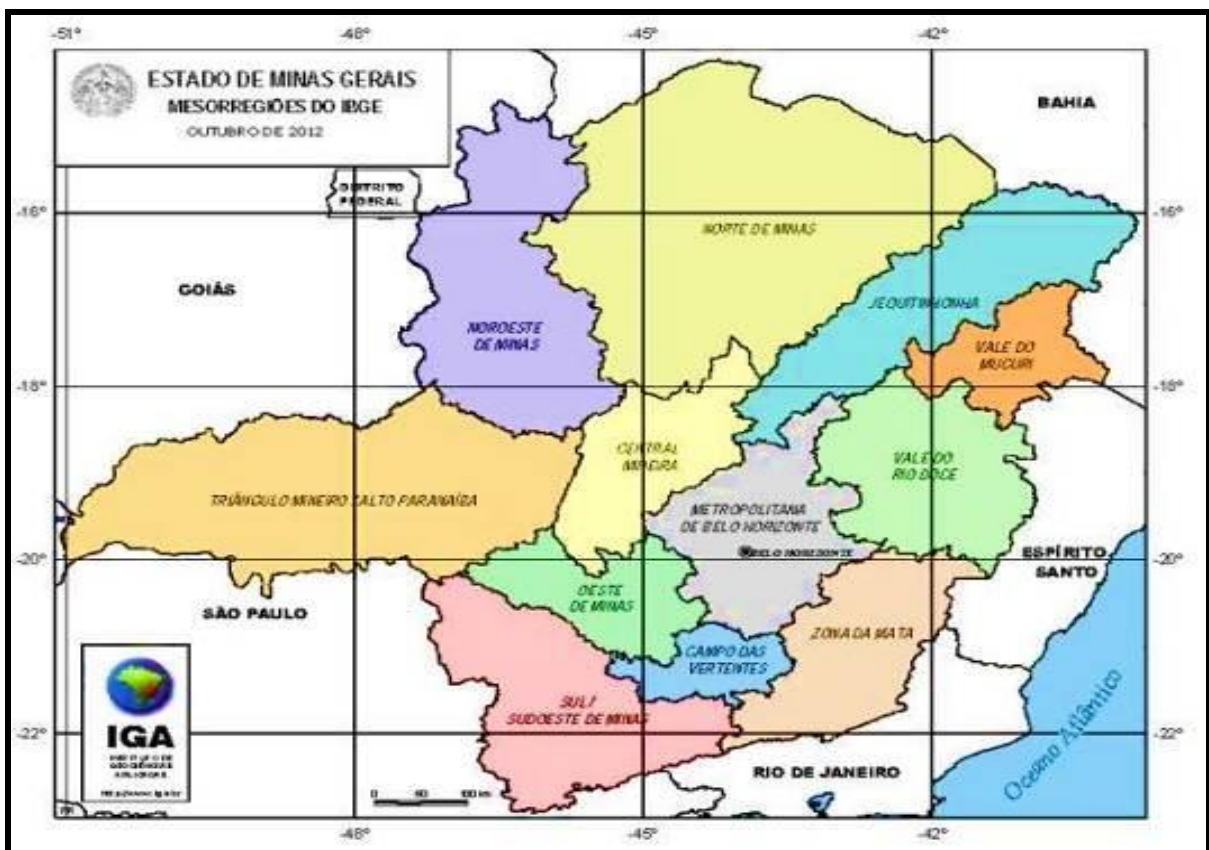 -51°
-48°
-45°
-42°
ESTADO DE MINAS GERAIS
MESORREGIÕES DO IBGE
OUTUBRO DE 2012
BAHIA
DISTRITO
FEDERAL
-16°
-16°
NORTE DE MINAS
GOIÁS
JEQUITINHONHA
NOROESTE
DE MINAS
VALE DO
MUCURI
-18°
-18°
CENTRAL
MINEIRA
VALE DO
RIO DOCE
TRIÂNGULO MINEIRO / ALTO PARANAÍBA
METROPOLITANA
DE BELO HORIZONTE
BELO HORIZONTE
-20°
-20°
ESPÍRITO
SANTO
OESTE
DE MINAS
SÃO PAULO
ZONA DA MATA
CAMPO DAS
VERTENTES
SUL/
SUDOESTE DE MINAS
IGA
INSTITUTO DE
GEOCIÊNCIAS
APLICADAS
-22°
-22°
Oceano Atlântico
RIO DE JANEIRO
0 50 100 km
-48°
-45°
-42°